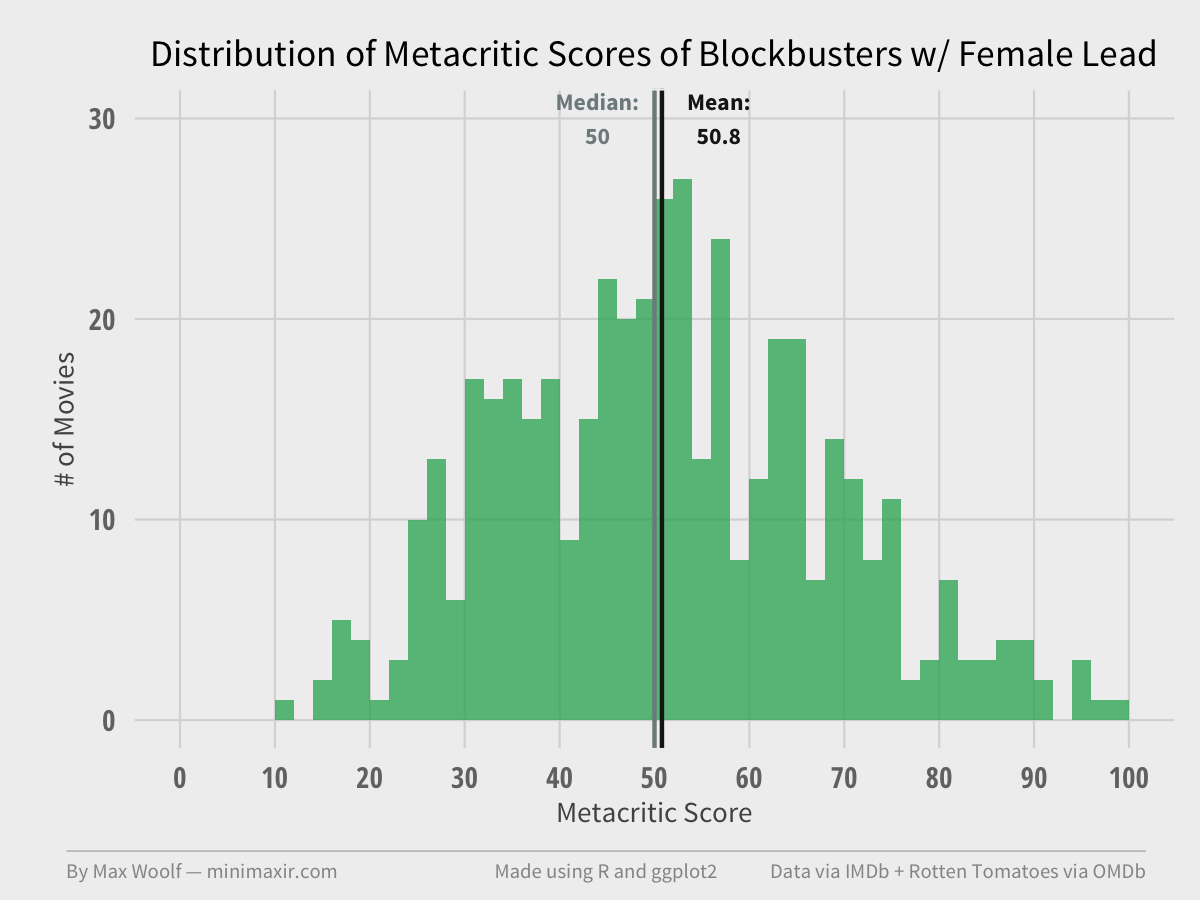 Distribution of Metacritic Scores of Blockbusters w/ Female Lead
Median:
50
Mean:
50.8
30
20
10
0
# of Movies
0 10 20 30 40 50 60 70 80 90 100
Metacritic Score
By Max Woolf — minimaxir.com
Made using R and ggplot2
Data via IMDb + Rotten Tomatoes via OMDb